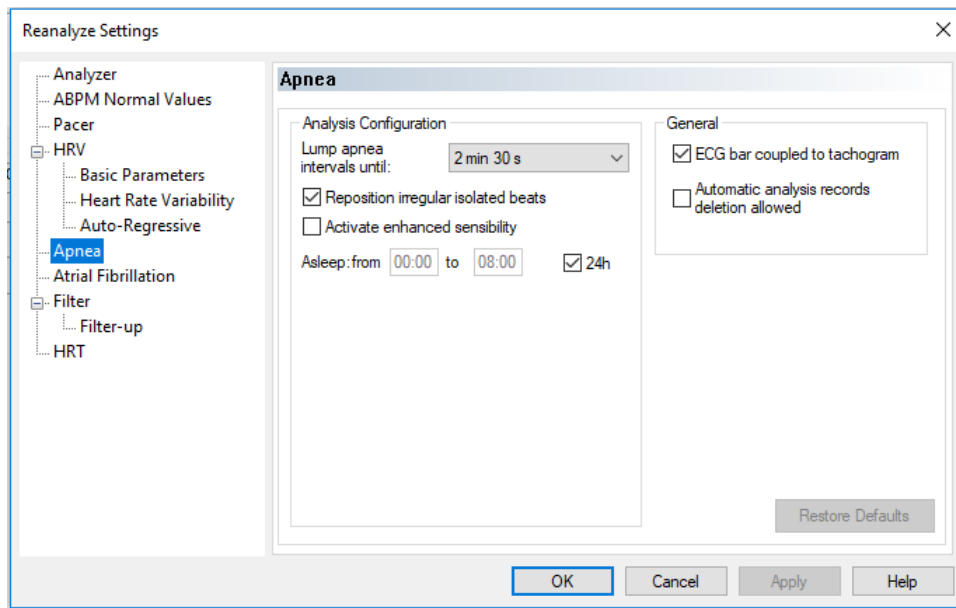 Reanalyze Settings
Analyzer
ABPM Normal Values
Pacer
HRV
Basic Parameters
Heart Rate Variability
Auto-Regressive
Apnea
Atrial Fibrillation
Filter
Filter-up
HRT
Apnea
Analysis Configuration
Lump apnea
intervals until:
2 min 30 s
Reposition irregular isolated beats
Activate enhanced sensibility
Asleep:from 00:00 to 08:00 24h
General
ECG bar coupled to tachogram
Automatic analysis records
deletion allowed
Restore Defaults
OK Cancel Apply Help